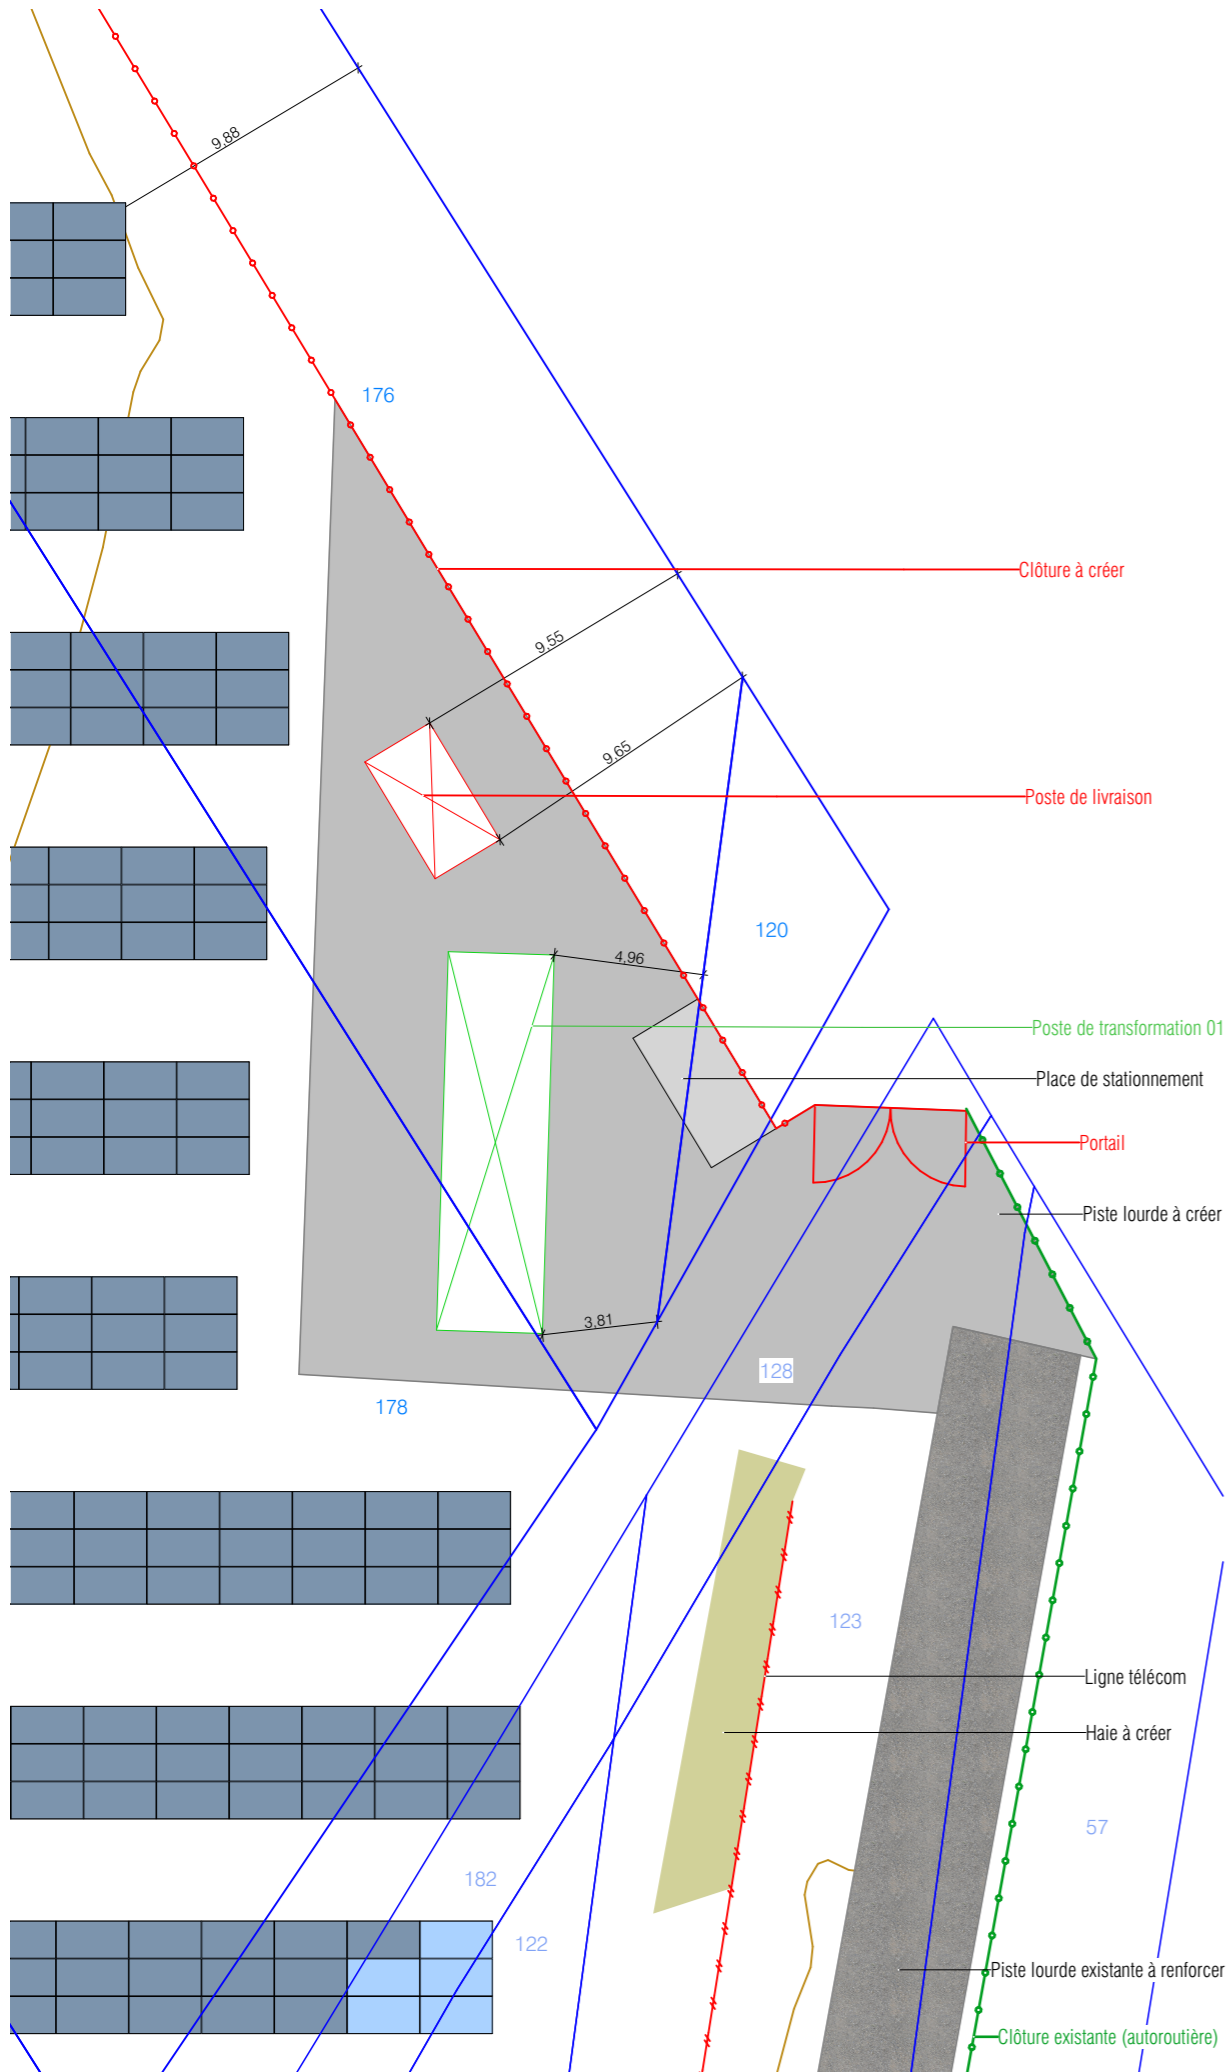 9,88
176
Clôture à créer
9,55
9,65
Poste de livraison
120
4,96
Poste de transformation 01
Place de stationnement
Portail
Piste lourde à créer
3,81
128
178
123
Ligne télécom
Haie à créer
57
182
122
Piste lourde existante à renforcer
Clôture existante (autoroutière)